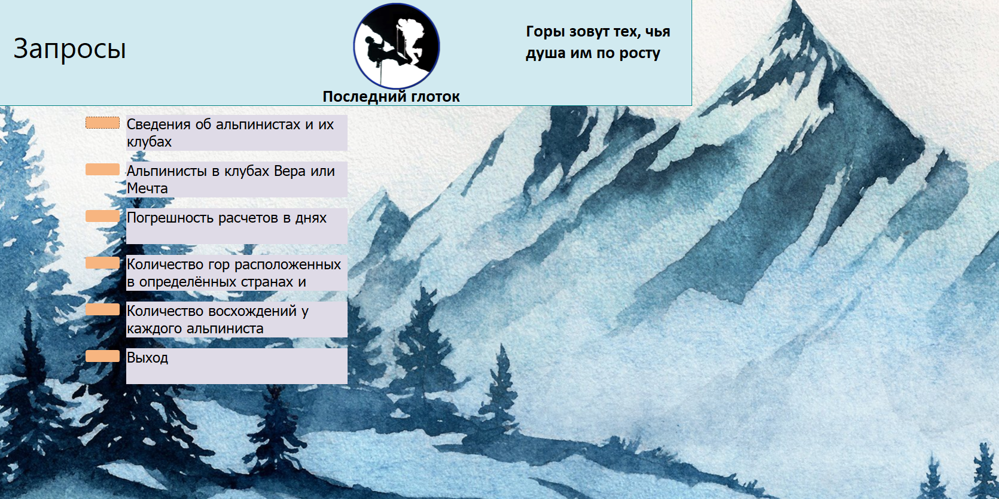 Запросы
Последний глоток
Горы зовут тех, чья
душа им по росту
Сведения об альпинистах и их
клубах
Альпинисты в клубах Вера или
Мечта
Погрешность расчетов в днях
Количество гор расположенных
в определённых странах и
Количество восхождений у
каждого альпиниста
Выход